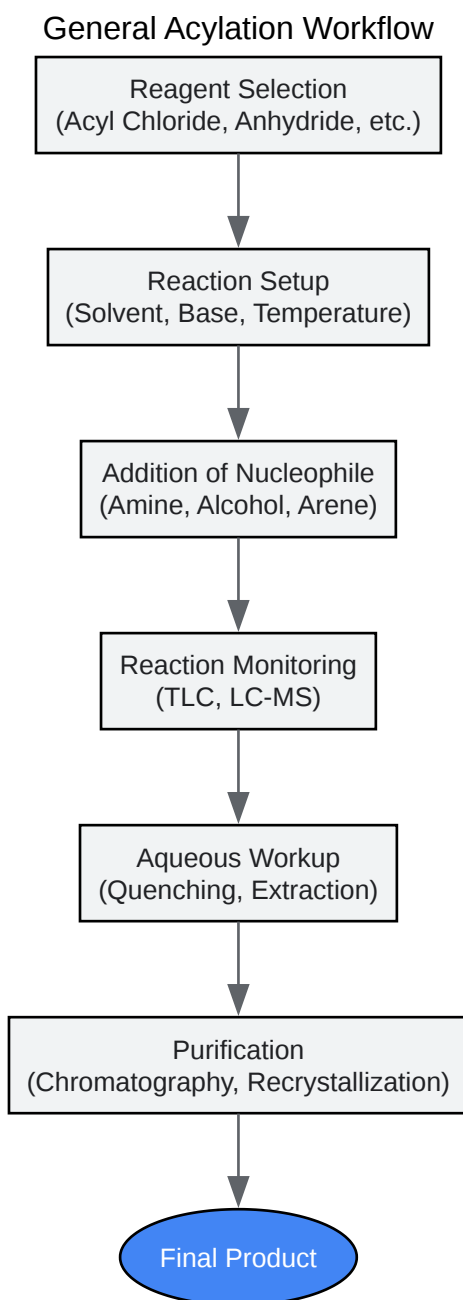 General Acylation Workflow
Reagent Selection
(Acyl Chloride, Anhydride, etc.)
Reaction Setup
(Solvent, Base, Temperature)
Addition of Nucleophile
(Amine, Alcohol, Arene)
Reaction Monitoring
(TLC, LC-MS)
Aqueous Workup
(Quenching, Extraction)
Purification
(Chromatography, Recrystallization)
Final Product